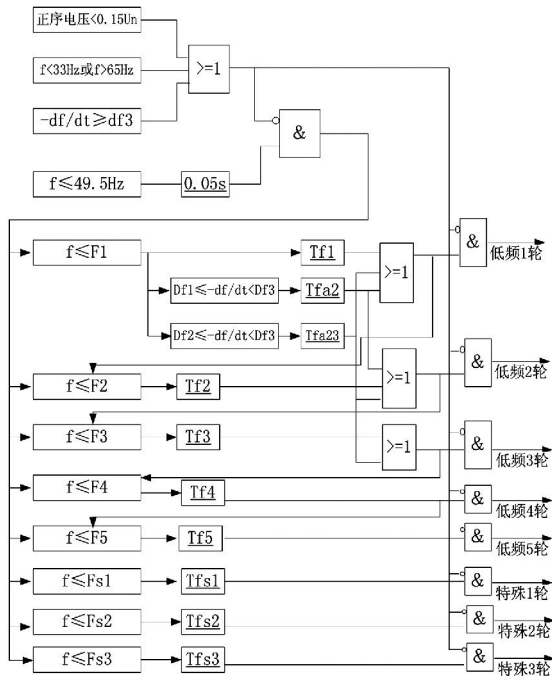 正序电压<0.15Un
f<33Hz或f>65Hz
>=1
-df/dt≥df3
&
f≤49.5Hz
0.05s
f≤F1
Tf1
>=1
&
低频1轮
Df1≤-df/dt<Df3
Tfa2
Df2≤-df/dt<Df3
Tfa23
f≤F2
Tf2
>=1
&
低频2轮
f≤F3
Tf3
>=1
&
低频3轮
f≤F4
Tf4
&
低频4轮
f≤F5
Tf5
&
低频5轮
f≤Fs1
Tfs1
&
特殊1轮
f≤Fs2
Tfs2
&
特殊2轮
f≤Fs3
Tfs3
&
特殊3轮